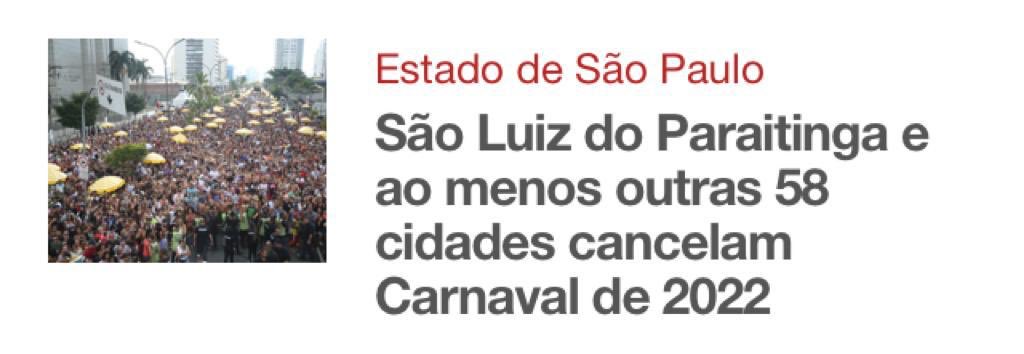 Estado de São Paulo
São Luiz do Paraitinga e
ao menos outras 58
cidades cancelam
Carnaval de 2022